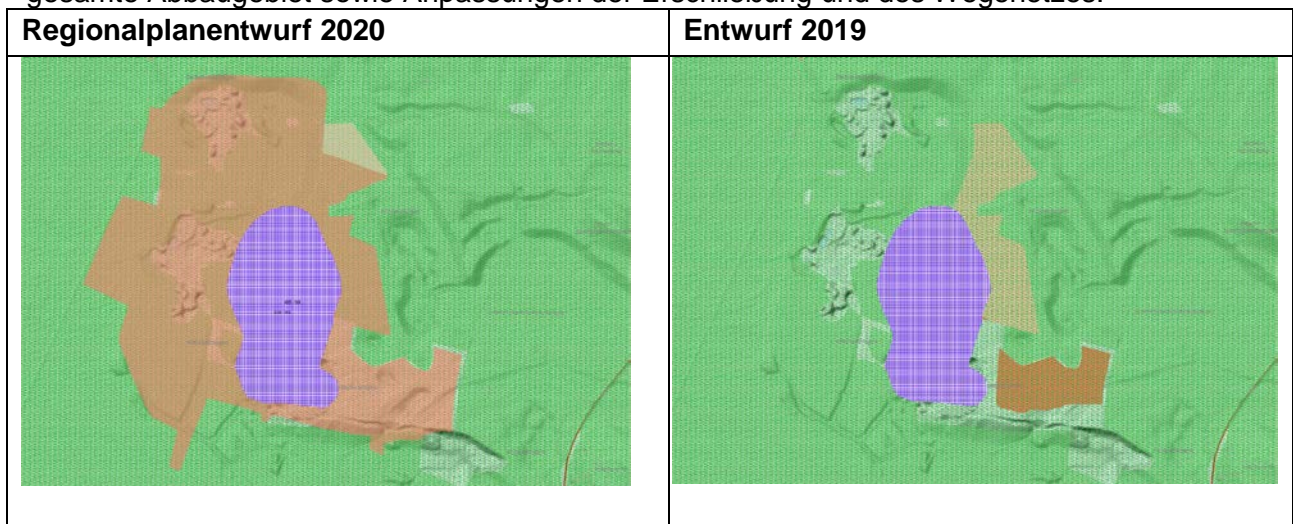 gesamte Abbaugebiet sowie Anpassungen der Erschließung und des Wegenetzes.
Regionalplanentwurf 2020
Entwurf 2019